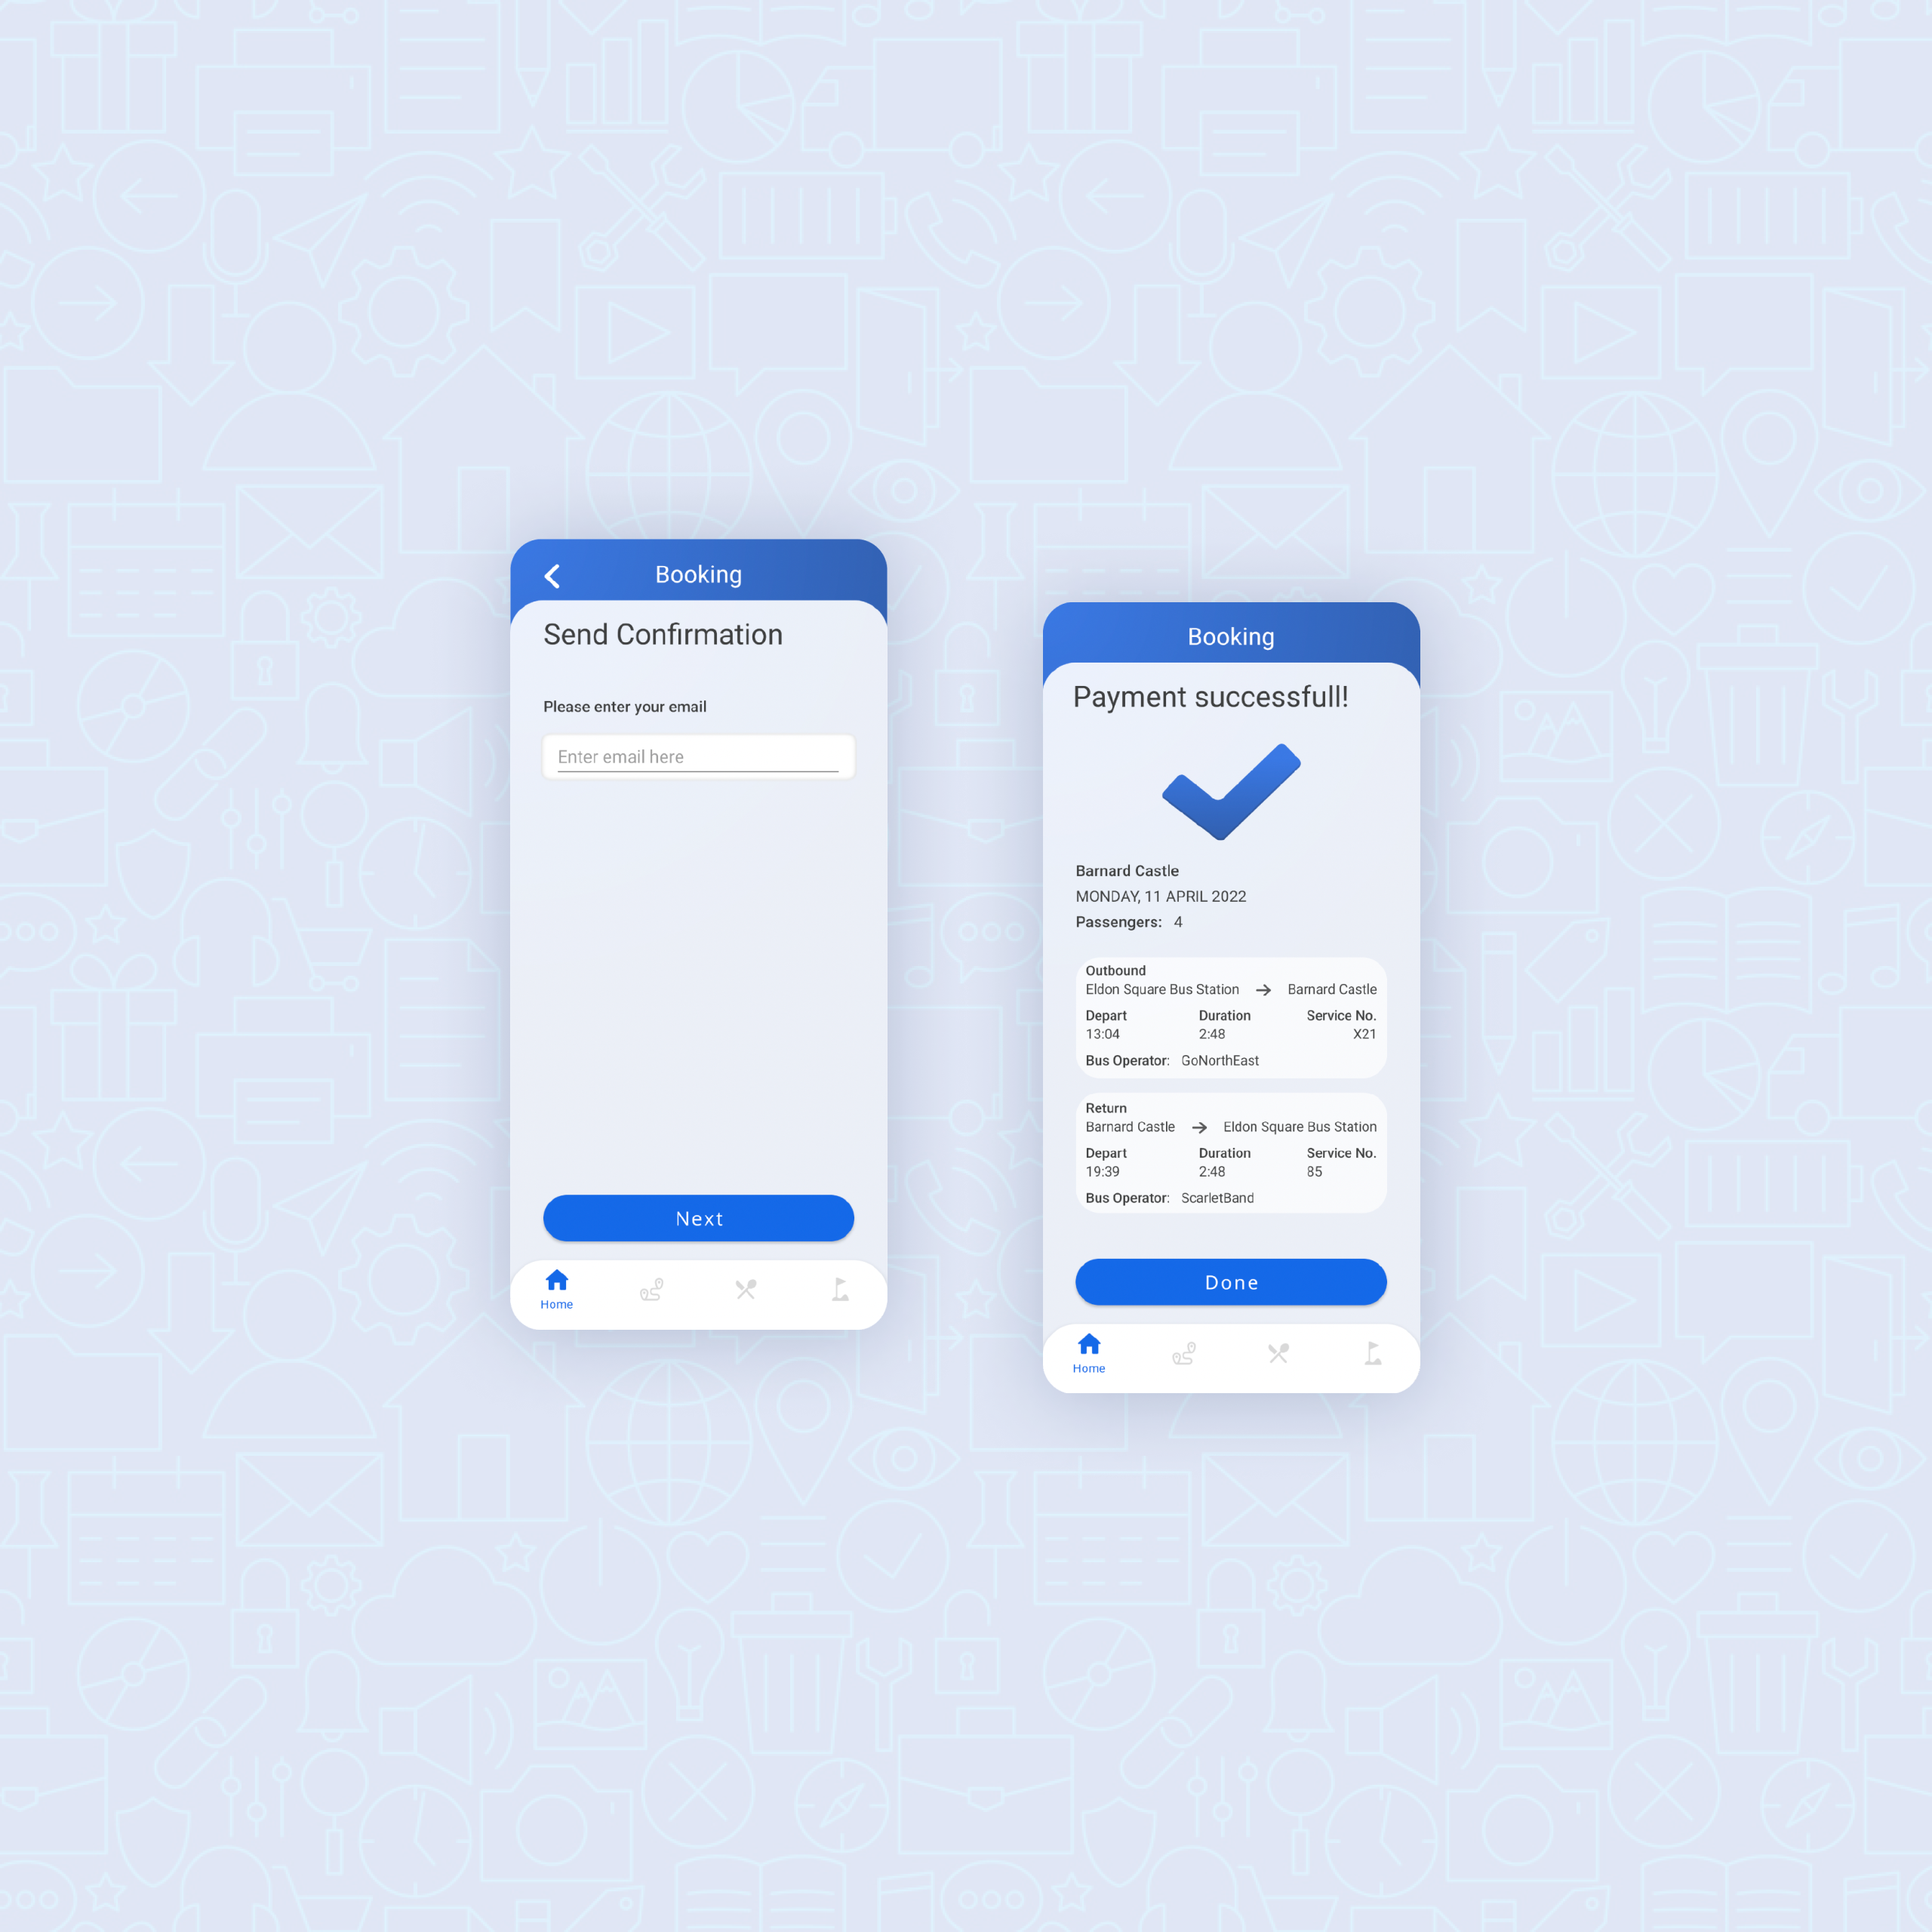 Booking
Send Confirmation
Please enter your email
Enter email here
Next
Home
Booking
Payment successfull!
Barnard Castle
MONDAY, 11 APRIL 2022
Passengers: 4
Outbound
Eldon Square Bus Station → Barnard Castle
Depart Duration Service No.
13:04 2:48 X21
Bus Operator: GoNorthEast
Return
Barnard Castle → Eldon Square Bus Station
Depart Duration Service No.
19:39 2:48 85
Bus Operator: ScarletBand
Done
Home